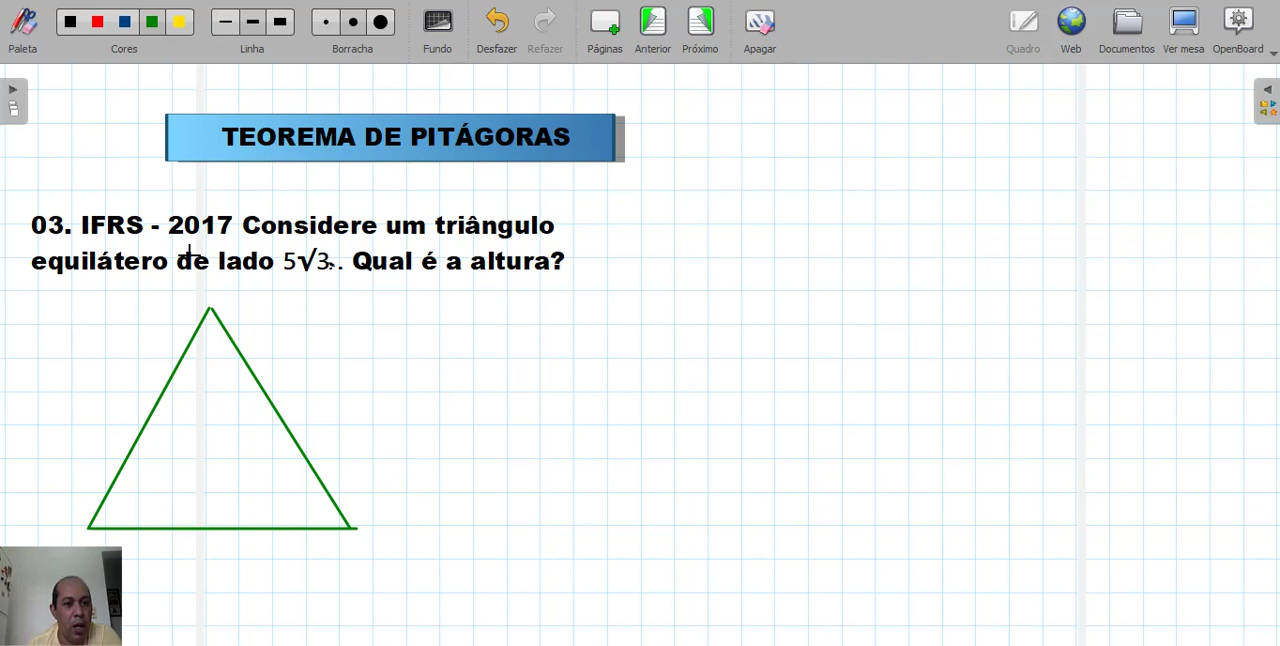 Paleta
Cores
Linha
Borracha
Fundo
Desfazer
Refazer
Páginas
Anterior
Próximo
Apagar
Quadro
Web
Documentos
Ver mesa
OpenBoard
TEOREMA DE PITÁGORAS
03. IFRS - 2017 Considere um triângulo
equilátero de lado 5√3.. Qual é a altura?